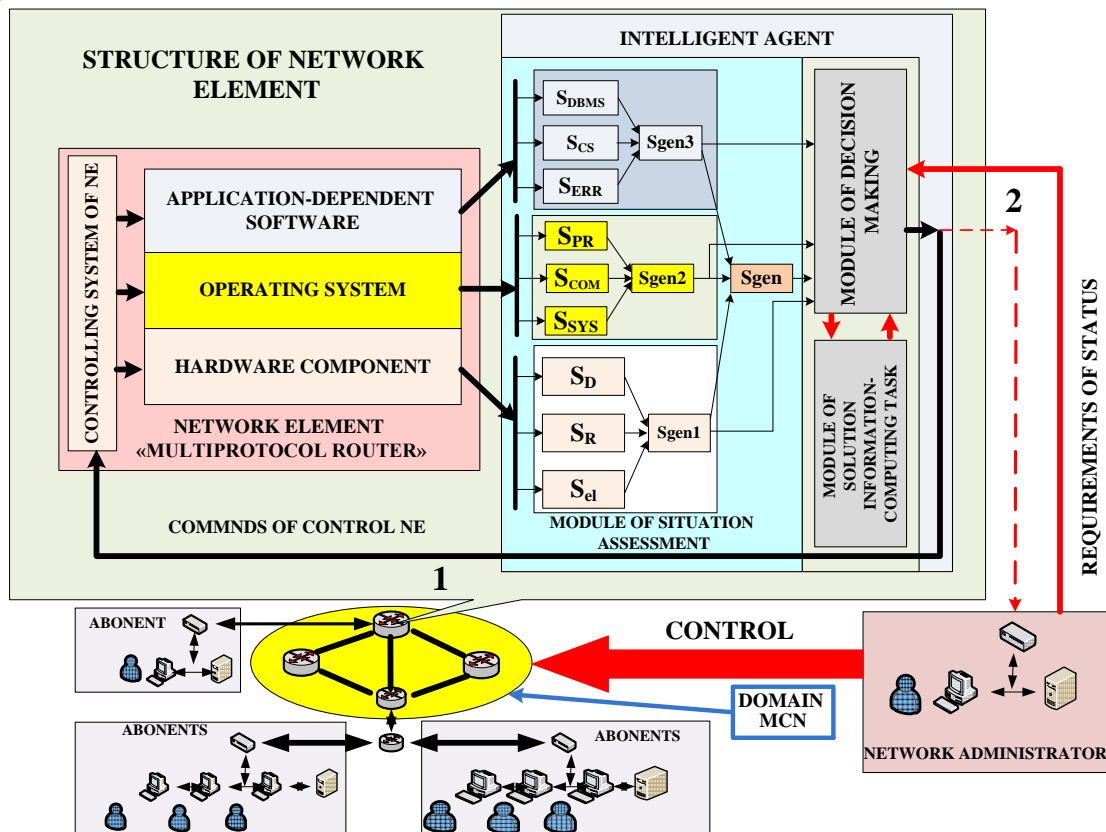 STRUCTURE OF NETWORK
ELEMENT
INTELLIGENT AGENT
CONTROLLING SYSTEM OF NE
APPLICATION-DEPENDENT
SOFTWARE
OPERATING SYSTEM
HARDWARE COMPONENT
NETWORK ELEMENT
«MULTIPROTOCOL ROUTER»
COMMNDS OF CONTROL NE
1
SDBMS
SCS
SERR
Sgen3
SPR
SCOM
SSYS
Sgen2
Sgen
SD
SR
Sel
Sgen1
MODULE OF SITUATION
ASSESSMENT
MODULE OF DECISION
MAKING
MODULE OF
SOLUTION
INFORMATION-
COMPUTING TASK
2
REQUIREMENTS OF STATUS
ABONENT
CONTROL
DOMAIN
MCN
ABONENTS
ABONENTS
NETWORK ADMINISTRATOR